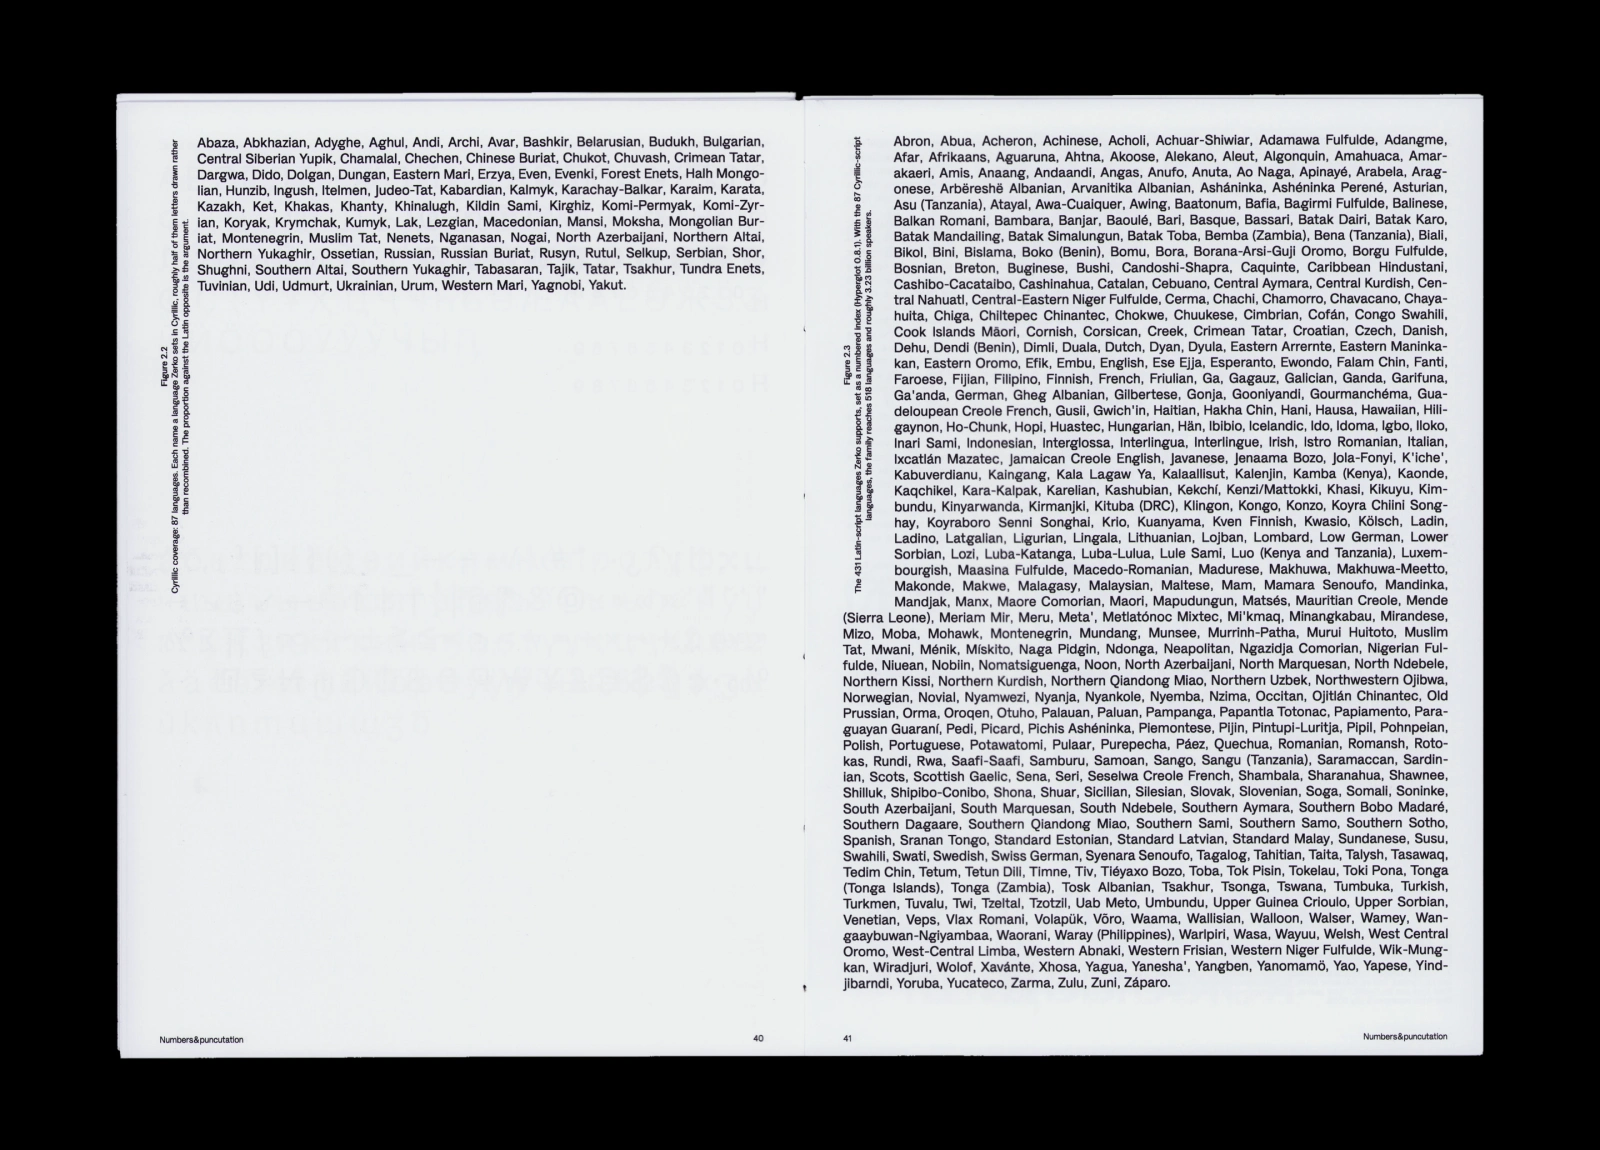 Abaza, Abkhazian, Adyghe, Aghul, Andi, Archi, Avar, Bashkir, Belarusian, Budukh, Bulgarian,
Central Siberian Yupik, Chamalal, Chechen, Chinese Buriat, Chukot, Chuvash, Crimean Tatar,
Dargwa, Dido, Dolgan, Dungan, Eastern Mari, Erzya, Even, Evenki, Forest Enets, Halh Mongo-
lian, Hunzib, Ingush, Itelmen, Judeo-Tat, Kabardian, Kalmyk, Karachay-Balkar, Karaim, Karata,
Kazakh, Ket, Khakas, Khanty, Khinalugh, Kildin Sami, Kirghiz, Komi-Permyak, Komi-Zyr-
ian, Koryak, Krymchak, Kumyk, Lak, Lezgian, Macedonian, Mansi, Moksha, Mongolian Bur-
iat, Montenegrin, Muslim Tat, Nenets, Nganasan, Nogai, North Azerbaijani, Northern Altai,
Northern Yukaghir, Ossetian, Russian, Russian Buriat, Rusyn, Rutul, Selkup, Serbian, Shor,
Shughni, Southern Altai, Southern Yukaghir, Tabasaran, Tajik, Tatar, Tsakhur, Tundra Enets,
Tuvinian, Udi, Udmurt, Ukrainian, Urum, Western Mari, Yagnobi, Yakut.
Figure 2.2
Cyrillic coverage: 87 languages. Each name a language Zerko sets in Cyrillic, roughly half of them letters drawn rather
than recombined. The proportion against the Latin opposite is the argument.
Numbers&puncutation
40
Figure 2.3
The 431 Latin-script languages Zerko supports, set as a numbered index (Hyperglot 0.8.1). With the 87 Cyrillic-script
languages, the family reaches 518 languages and roughly 3.23 billion speakers.
Abron, Abua, Acheron, Achinese, Acholi, Achuar-Shiwiar, Adamawa Fulfulde, Adangme,
Afar, Afrikaans, Aguaruna, Ahtna, Akoose, Alekano, Aleut, Algonquin, Amahuaca, Amar-
akaeri, Amis, Anaang, Andaandi, Angas, Anufo, Anuta, Ao Naga, Apinayé, Arabela, Arag-
onese, Arbëreshë Albanian, Arvanitika Albanian, Asháninka, Ashéninka Perené, Asturian,
Asu (Tanzania), Atayal, Awa-Cuaiquer, Awing, Baatonum, Bafia, Bagirmi Fulfulde, Balinese,
Balkan Romani, Bambara, Banjar, Baoulé, Bari, Basque, Bassari, Batak Dairi, Batak Karo,
Batak Mandailing, Batak Simalungun, Batak Toba, Bemba (Zambia), Bena (Tanzania), Biali,
Bikol, Bini, Bislama, Boko (Benin), Bomu, Bora, Borana-Arsi-Guji Oromo, Borgu Fulfulde,
Bosnian, Breton, Buginese, Bushi, Candoshi-Shapra, Caquinte, Caribbean Hindustani,
Cashibo-Cacataibo, Cashinahua, Catalan, Cebuano, Central Aymara, Central Kurdish, Cen-
tral Nahuatl, Central-Eastern Niger Fulfulde, Cerma, Chachi, Chamorro, Chavacano, Chaya-
huita, Chiga, Chiltepec Chinantec, Chokwe, Chuukese, Cimbrian, Cofán, Congo Swahili,
Cook Islands Māori, Cornish, Corsican, Creek, Crimean Tatar, Croatian, Czech, Danish,
Dehu, Dendi (Benin), Dimli, Duala, Dutch, Dyan, Dyula, Eastern Arrernte, Eastern Maninka-
kan, Eastern Oromo, Efik, Embu, English, Ese Ejja, Esperanto, Ewondo, Falam Chin, Fanti,
Faroese, Fijian, Filipino, Finnish, French, Friulian, Ga, Gagauz, Galician, Ganda, Garifuna,
Ga'anda, German, Gheg Albanian, Gilbertese, Gonja, Gooniyandi, Gourmanchéma, Gua-
deloupean Creole French, Gusii, Gwich'in, Haitian, Hakha Chin, Hani, Hausa, Hawaiian, Hili-
gaynon, Ho-Chunk, Hopi, Huastec, Hungarian, Hän, Ibibio, Icelandic, Ido, Idoma, Igbo, Iloko,
Inari Sami, Indonesian, Interglossa, Interlingua, Interlingue, Irish, Istro Romanian, Italian,
Ixcatlán Mazatec, Jamaican Creole English, Javanese, Jenaama Bozo, Jola-Fonyi, K'iche',
Kabuverdianu, Kaingang, Kala Lagaw Ya, Kalaallisut, Kalenjin, Kamba (Kenya), Kaonde,
Kaqchikel, Kara-Kalpak, Karelian, Kashubian, Kekchí, Kenzi/Mattokki, Khasi, Kikuyu, Kim-
bundu, Kinyarwanda, Kirmanjki, Kituba (DRC), Klingon, Kongo, Konzo, Koyra Chiini Song-
hay, Koyraboro Senni Songhai, Krio, Kuanyama, Kven Finnish, Kwasio, Kölsch, Ladin,
Ladino, Latgalian, Ligurian, Lingala, Lithuanian, Lojban, Lombard, Low German, Lower
Sorbian, Lozi, Luba-Katanga, Luba-Lulua, Lule Sami, Luo (Kenya and Tanzania), Luxem-
bourgish, Maasina Fulfulde, Macedo-Romanian, Madurese, Makhuwa, Makhuwa-Meetto,
Makonde, Makwe, Malagasy, Malaysian, Maltese, Mam, Mamara Senoufo, Mandinka,
Mandjak, Manx, Maore Comorian, Maori, Mapudungun, Matsés, Mauritian Creole, Mende
(Sierra Leone), Meriam Mir, Meru, Meta', Metlatónoc Mixtec, Mi'kmaq, Minangkabau, Mirandese,
Mizo, Moba, Mohawk, Montenegrin, Mundang, Munsee, Murrinh-Patha, Murui Huitoto, Muslim
Tat, Mwani, Ménik, Mískito, Naga Pidgin, Ndonga, Neapolitan, Ngazidja Comorian, Nigerian Ful-
fulde, Niuean, Nobiin, Nomatsiguenga, Noon, North Azerbaijani, North Marquesan, North Ndebele,
Northern Kissi, Northern Kurdish, Northern Qiandong Miao, Northern Uzbek, Northwestern Ojibwa,
Norwegian, Novial, Nyamwezi, Nyanja, Nyankole, Nyemba, Nzima, Occitan, Ojitlán Chinantec, Old
Prussian, Orma, Oroqen, Otuho, Palauan, Paluan, Pampanga, Papantla Totonac, Papiamento, Para-
guayan Guaraní, Pedi, Picard, Pichis Ashéninka, Piemontese, Pijin, Pintupi-Luritja, Pipil, Pohnpeian,
Polish, Portuguese, Potawatomi, Pulaar, Purepecha, Páez, Quechua, Romanian, Romansh, Roto-
kas, Rundi, Rwa, Saafi-Saafi, Samburu, Samoan, Sango, Sangu (Tanzania), Saramaccan, Sardin-
ian, Scots, Scottish Gaelic, Sena, Seri, Seselwa Creole French, Shambala, Sharanahua, Shawnee,
Shilluk, Shipibo-Conibo, Shona, Shuar, Sicilian, Silesian, Slovak, Slovenian, Soga, Somali, Soninke,
South Azerbaijani, South Marquesan, South Ndebele, Southern Aymara, Southern Bobo Madaré,
Southern Dagaare, Southern Qiandong Miao, Southern Sami, Southern Samo, Southern Sotho,
Spanish, Sranan Tongo, Standard Estonian, Standard Latvian, Standard Malay, Sundanese, Susu,
Swahili, Swati, Swedish, Swiss German, Syenara Senoufo, Tagalog, Tahitian, Taita, Talysh, Tasawaq,
Tedim Chin, Tetum, Tetun Dili, Timne, Tiv, Tiéyaxo Bozo, Toba, Tok Pisin, Tokelau, Toki Pona, Tonga
(Tonga Islands), Tonga (Zambia), Tosk Albanian, Tsakhur, Tsonga, Tswana, Tumbuka, Turkish,
Turkmen, Tuvalu, Twi, Tzeltal, Tzotzil, Uab Meto, Umbundu, Upper Guinea Crioulo, Upper Sorbian,
Venetian, Veps, Vlax Romani, Volapük, Võro, Waama, Wallisian, Walloon, Walser, Wamey, Wan-
gaaybuwan-Ngiyambaa, Waorani, Waray (Philippines), Warlpiri, Wasa, Wayuu, Welsh, West Central
Oromo, West-Central Limba, Western Abnaki, Western Frisian, Western Niger Fulfulde, Wik-Mung-
kan, Wiradjuri, Wolof, Xavánte, Xhosa, Yagua, Yanesha', Yangben, Yanomamö, Yao, Yapese, Yind-
jibarndi, Yoruba, Yucateco, Zarma, Zulu, Zuni, Záparo.
41
Numbers&puncutation